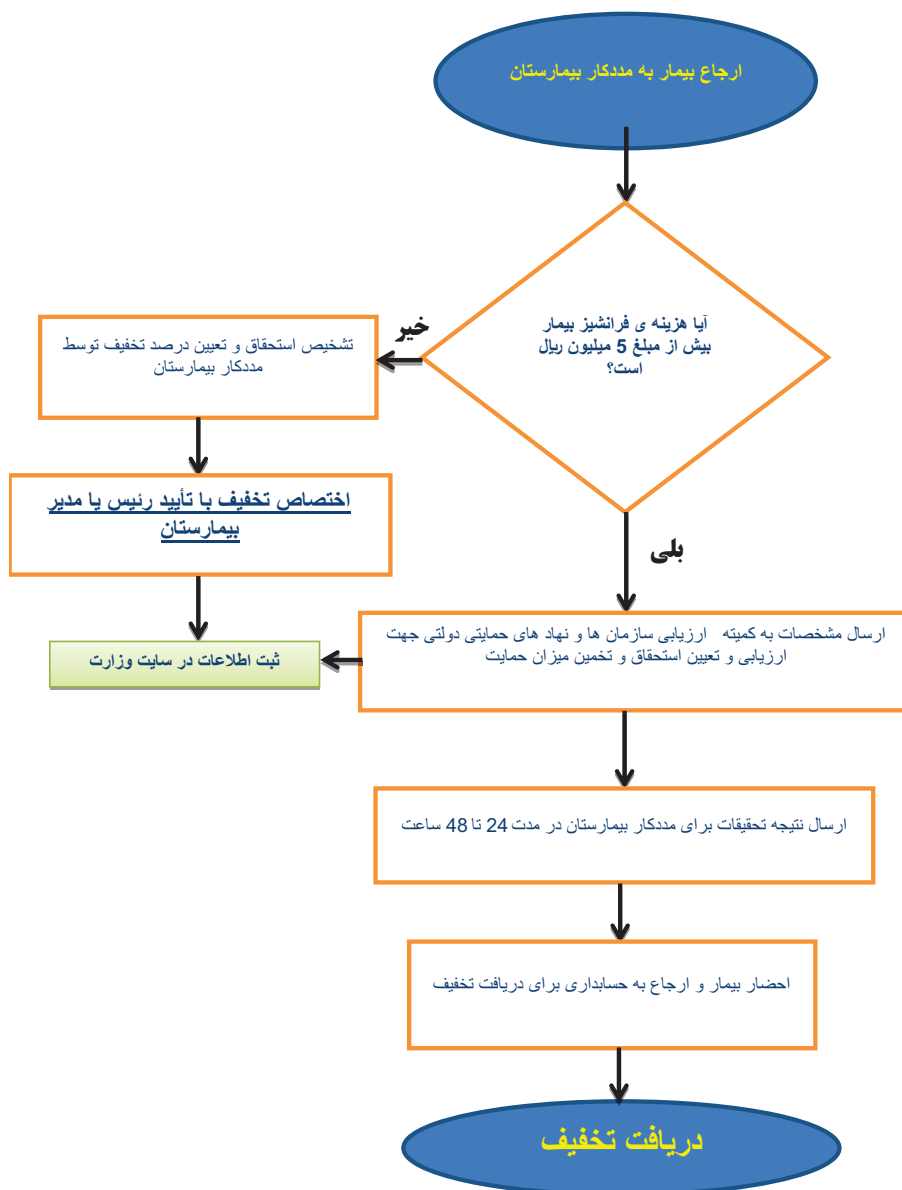 ارجاع بیمار به مددکار بیمارستان
آیا هزینه ی فرانشیز بیمار
بیش از مبلغ 5 میلیون ریال
است؟
خیر
تشخیص استحقاق و تعیین درصد تخفیف توسط
مددکار بیمارستان
اختصاص تخفیف با تأیید رئیس یا مدیر
بیمارستان
بلی
ارسال مشخصات به کمیته ارزیابی سازمان ها و نهاد های حمایتی دولتی جهت
ارزیابی و تعیین استحقاق و تخمین میزان حمایت
ثبت اطلاعات در سایت وزارت
ارسال نتیجه تحقیقات برای مددکار بیمارستان در مدت 24 تا 48 ساعت
احضار بیمار و ارجاع به حسابداری برای دریافت تخفیف
دریافت تخفیف